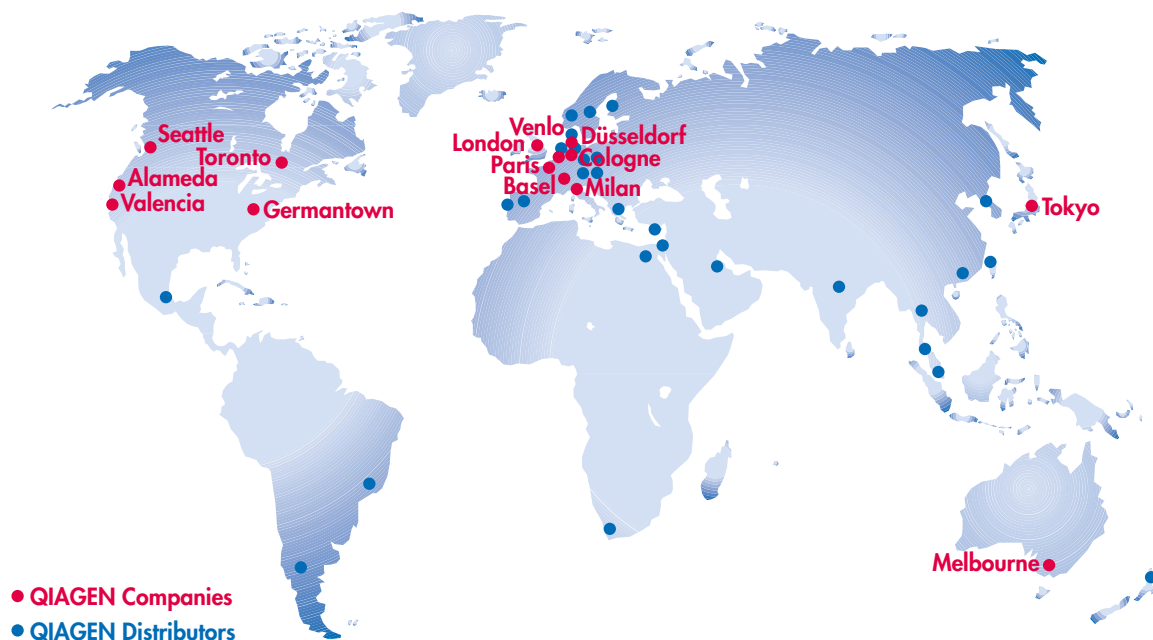 Seattle
Toronto
Alameda
Valencia
Germantown
Venlo
London
Düsseldorf
Paris
Cologne
Basel
Milan
Tokyo
Melbourne
QIAGEN Companies
QIAGEN Distributors